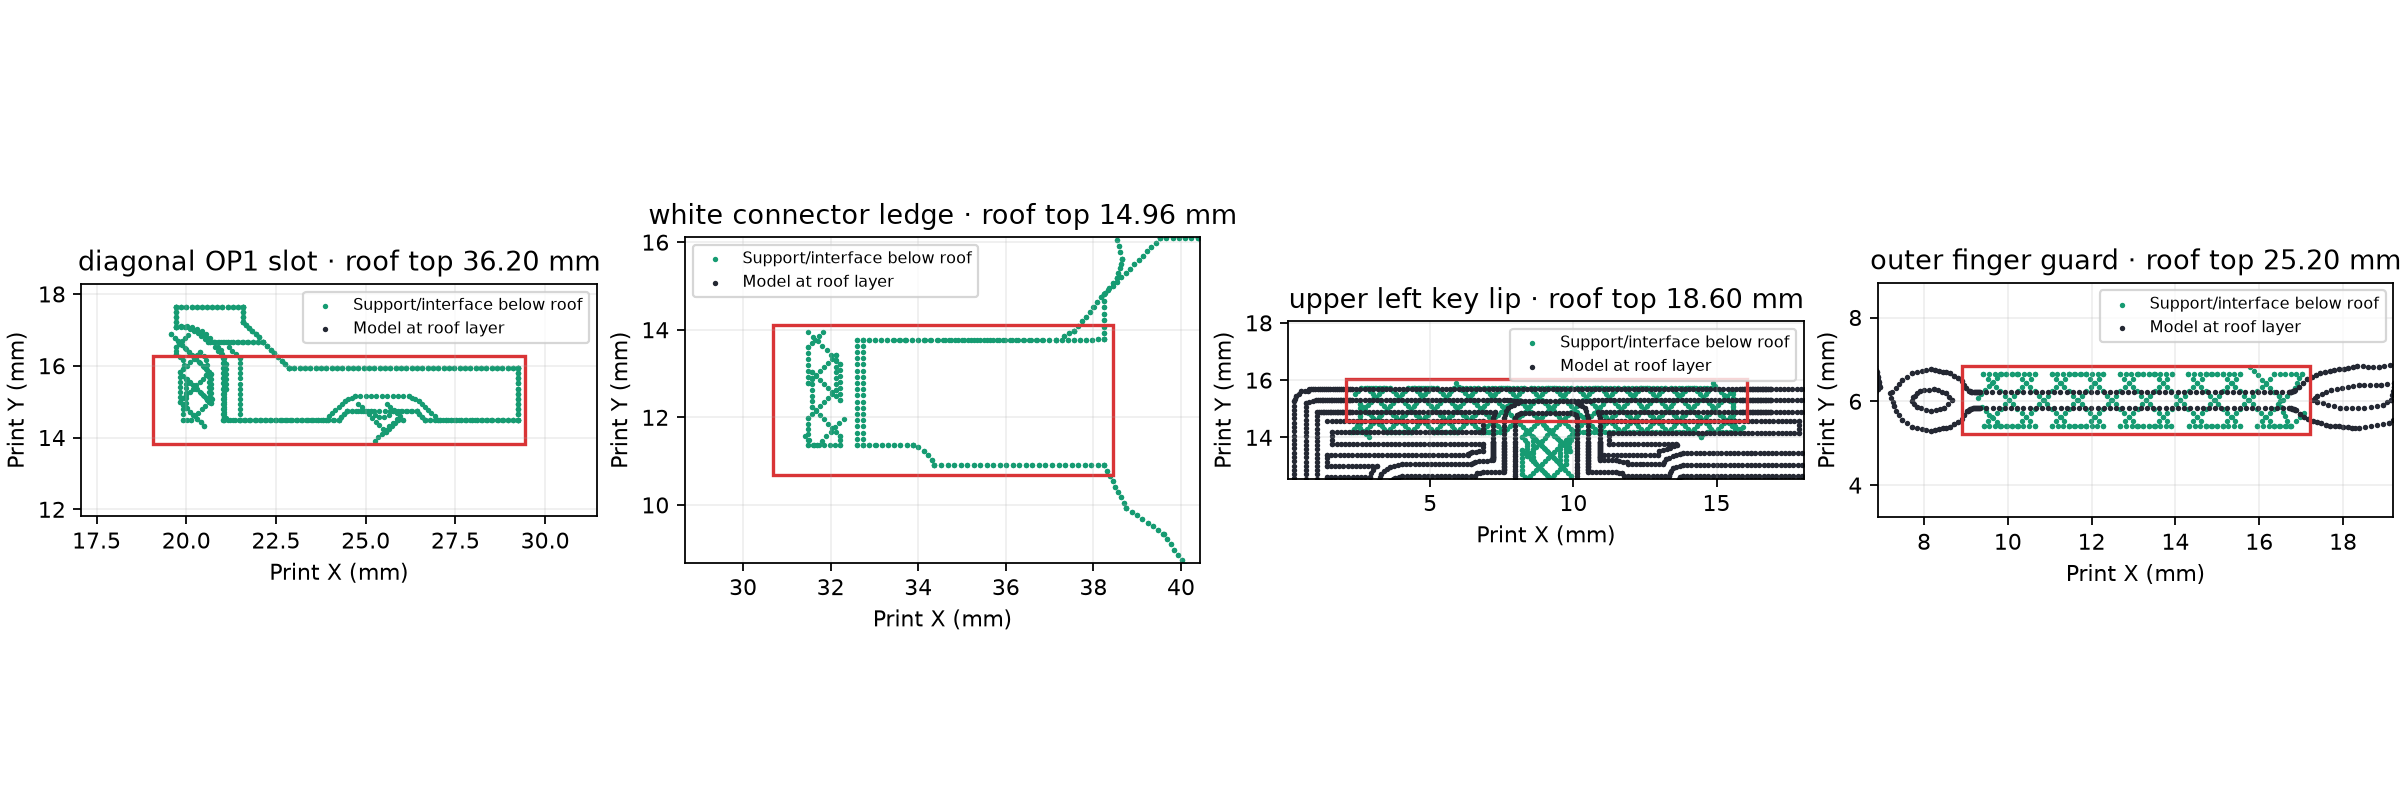 diagonal OP1 slot · roof top 36.20 mm
18
16
14
12
Print Y (mm)
Support/interface below roof
Model at roof layer
17.5 20.0 22.5 25.0 27.5 30.0
Print X (mm)
white connector ledge · roof top 14.96 mm
16
14
12
10
Print Y (mm)
Support/interface below roof
Model at roof layer
30 32 34 36 38 40
Print X (mm)
upper left key lip · roof top 18.60 mm
18
16
14
Print Y (mm)
Support/interface below roof
Model at roof layer
5 10 15
Print X (mm)
outer finger guard · roof top 25.20 mm
8
6
4
Print Y (mm)
Support/interface below roof
Model at roof layer
8 10 12 14 16 18
Print X (mm)